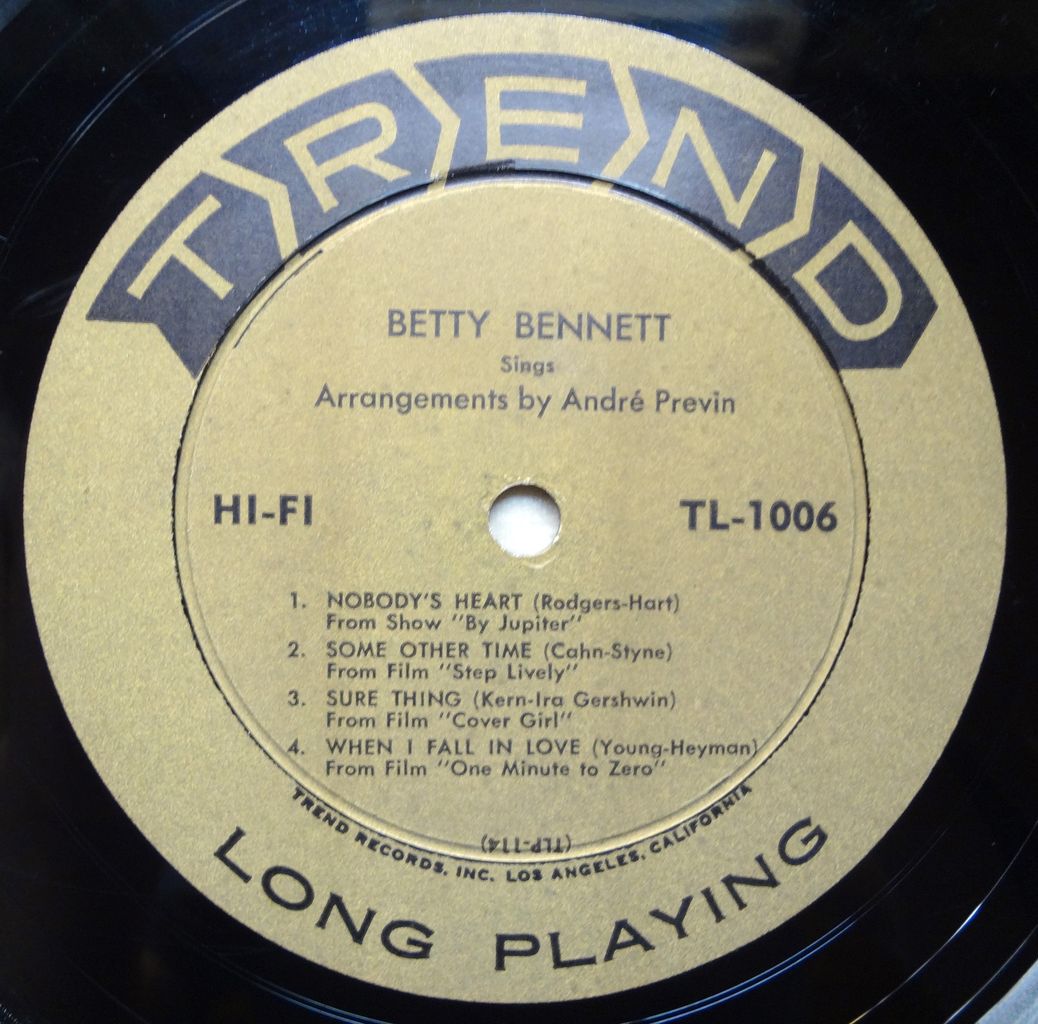 TREND
BETTY BENNETT
Sings
Arrangements by André Previn
HI-FI
TL-1006
1. NOBODY'S HEART (Rodgers-Hart)
From Show "By Jupiter"
2. SOME OTHER TIME (Cahn-Styne)
From Film "Step Lively"
3. SURE THING (Kern-Ira Gershwin)
From Film "Cover Girl"
4. WHEN I FALL IN LOVE (Young-Heyman)
From Film "One Minute to Zero"
(TLP-114)
TREND RECORDS, INC. LOS ANGELES, CALIFORNIA
LONG PLAYING